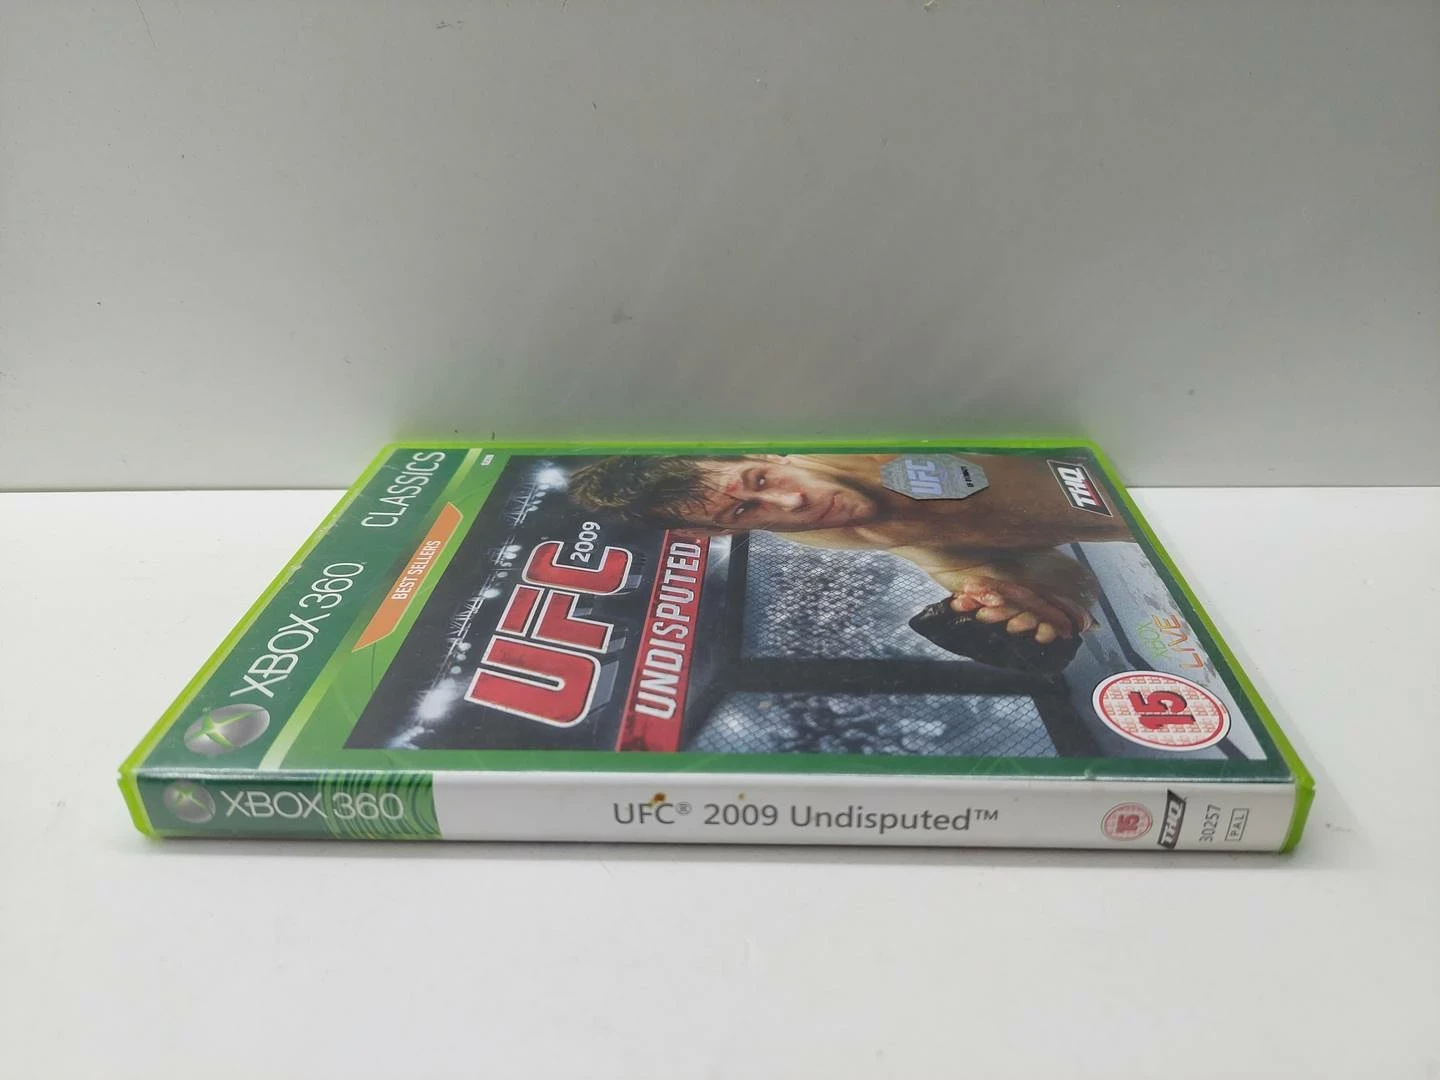 XBOX 360
CLASSICS
BEST SELLERS
UFC
2009
UNDISPUTED
UFC
THQ
XBOX
LIVE
15
XBOX 360
UFC® 2009 Undisputed™
15
THQ
30257
PAL